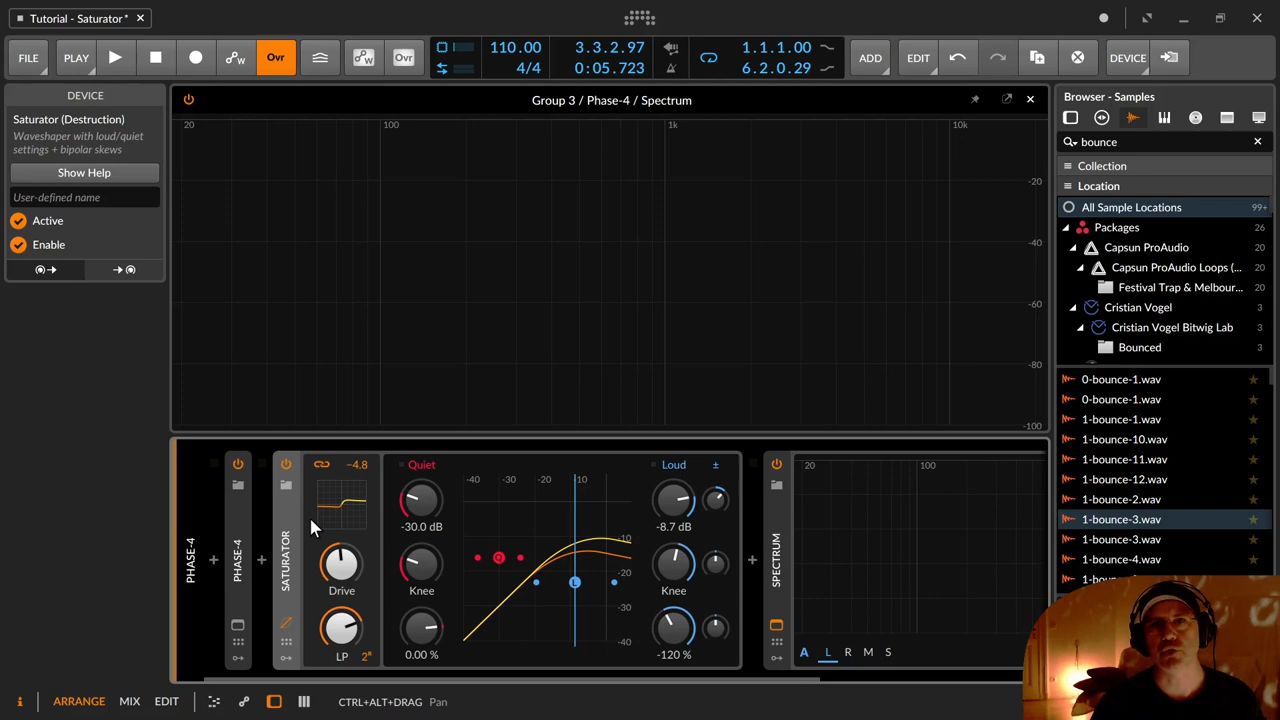 Tutorial - Saturator*
FILE
PLAY
Ovr
Ovr
110.00
4/4
3.3.2.97
0:05.723
1.1.1.00
6.2.0.29
ADD
EDIT
DEVICE
DEVICE
Saturator (Destruction)
Waveshaper with loud/quiet
settings + bipolar skews
Show Help
User-defined name
Active
Enable
Group 3 / Phase-4 / Spectrum
20
100
1k
10k
-20
-40
-60
-80
-100
Browser - Samples
bounce
Collection
Location
All Sample Locations 99+
Packages 26
Capsun ProAudio 20
Capsun ProAudio Loops (... 20
Festival Trap & Melbour... 20
Cristian Vogel 3
Cristian Vogel Bitwig Lab 3
Bounced 3
0-bounce-1.wav
0-bounce-1.wav
1-bounce-1.wav
1-bounce-10.wav
1-bounce-11.wav
1-bounce-12.wav
1-bounce-2.wav
1-bounce-3.wav
1-bounce-3.wav
1-bounce-4.wav
PHASE-4
PHASE-4
SATURATOR
-4.8
Drive
LP
Quiet
-30.0 dB
Knee
0.00 %
-40 -30 -20 -10
-10
-20
-30
-40
Q
L
Loud ±
-8.7 dB
Knee
-120 %
SPECTRUM
20
100
A L R M S
i ARRANGE MIX EDIT
CTRL+ALT+DRAG Pan